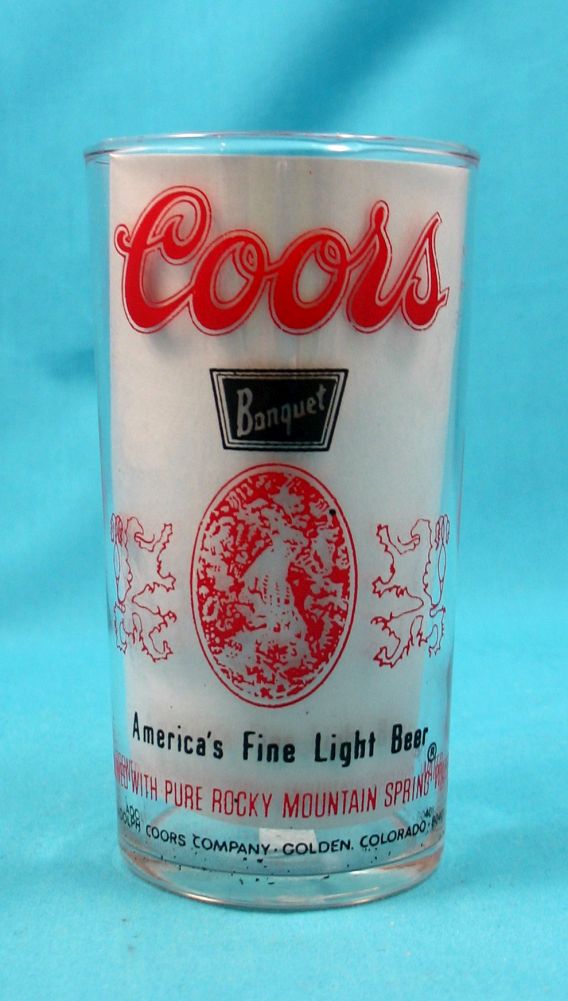 Coors
Banquet
America's Fine Light Beer®
WITH PURE ROCKY MOUNTAIN SPRING
COORS COMPANY · GOLDEN, COLORADO